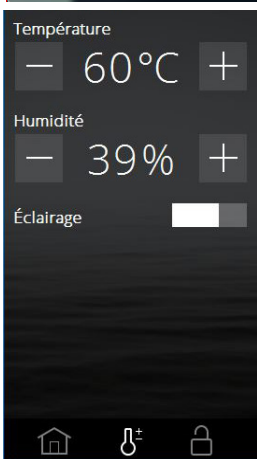 Température
— 60°C +
Humidité
— 39% +
Éclairage